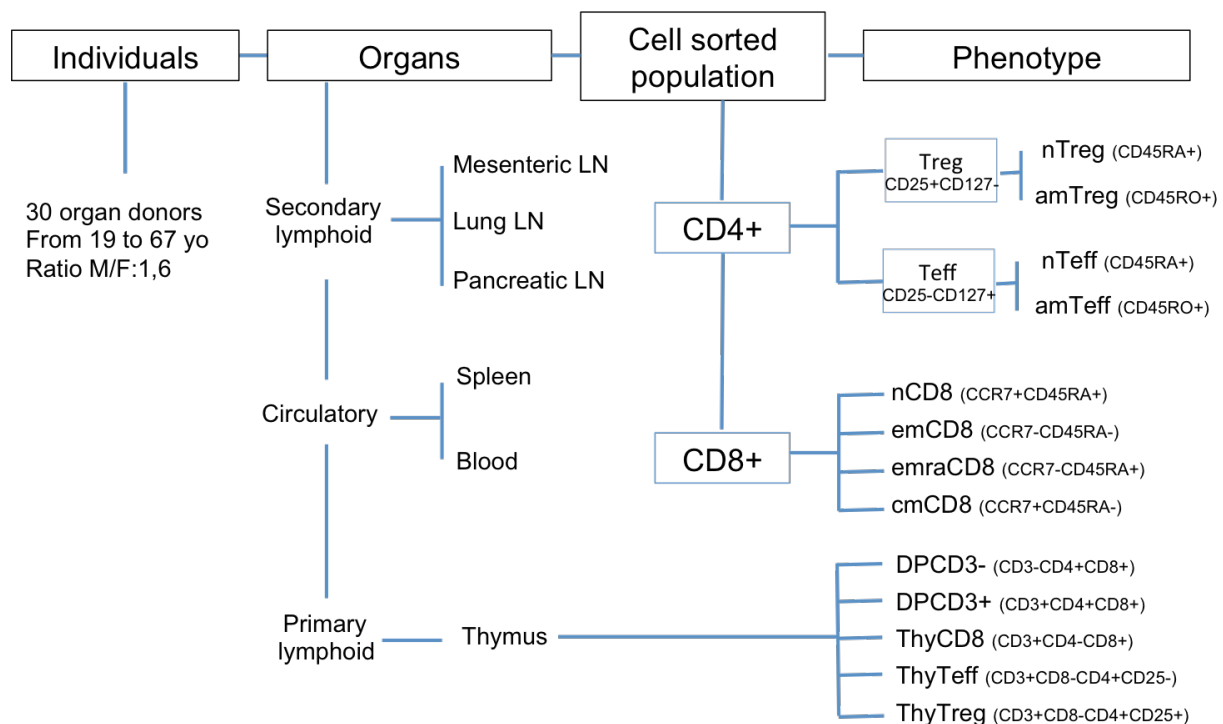 Individuals
Organs
Cell sorted
population
Phenotype
30 organ donors
From 19 to 67 yo
Ratio M/F:1,6
Secondary
lymphoid
Mesenteric LN
Lung LN
Pancreatic LN
Circulatory
Spleen
Blood
Primary
lymphoid
Thymus
CD4+
Treg
CD25+CD127-
nTreg (CD45RA+)
amTreg (CD45RO+)
Teff
CD25-CD127+
nTeff (CD45RA+)
amTeff (CD45RO+)
CD8+
nCD8 (CCR7+CD45RA+)
emCD8 (CCR7-CD45RA-)
emraCD8 (CCR7-CD45RA+)
cmCD8 (CCR7+CD45RA-)
DPCD3- (CD3-CD4+CD8+)
DPCD3+ (CD3+CD4+CD8+)
ThyCD8 (CD3+CD4-CD8+)
ThyTeff (CD3+CD8-CD4+CD25-)
ThyTreg (CD3+CD8-CD4+CD25+)